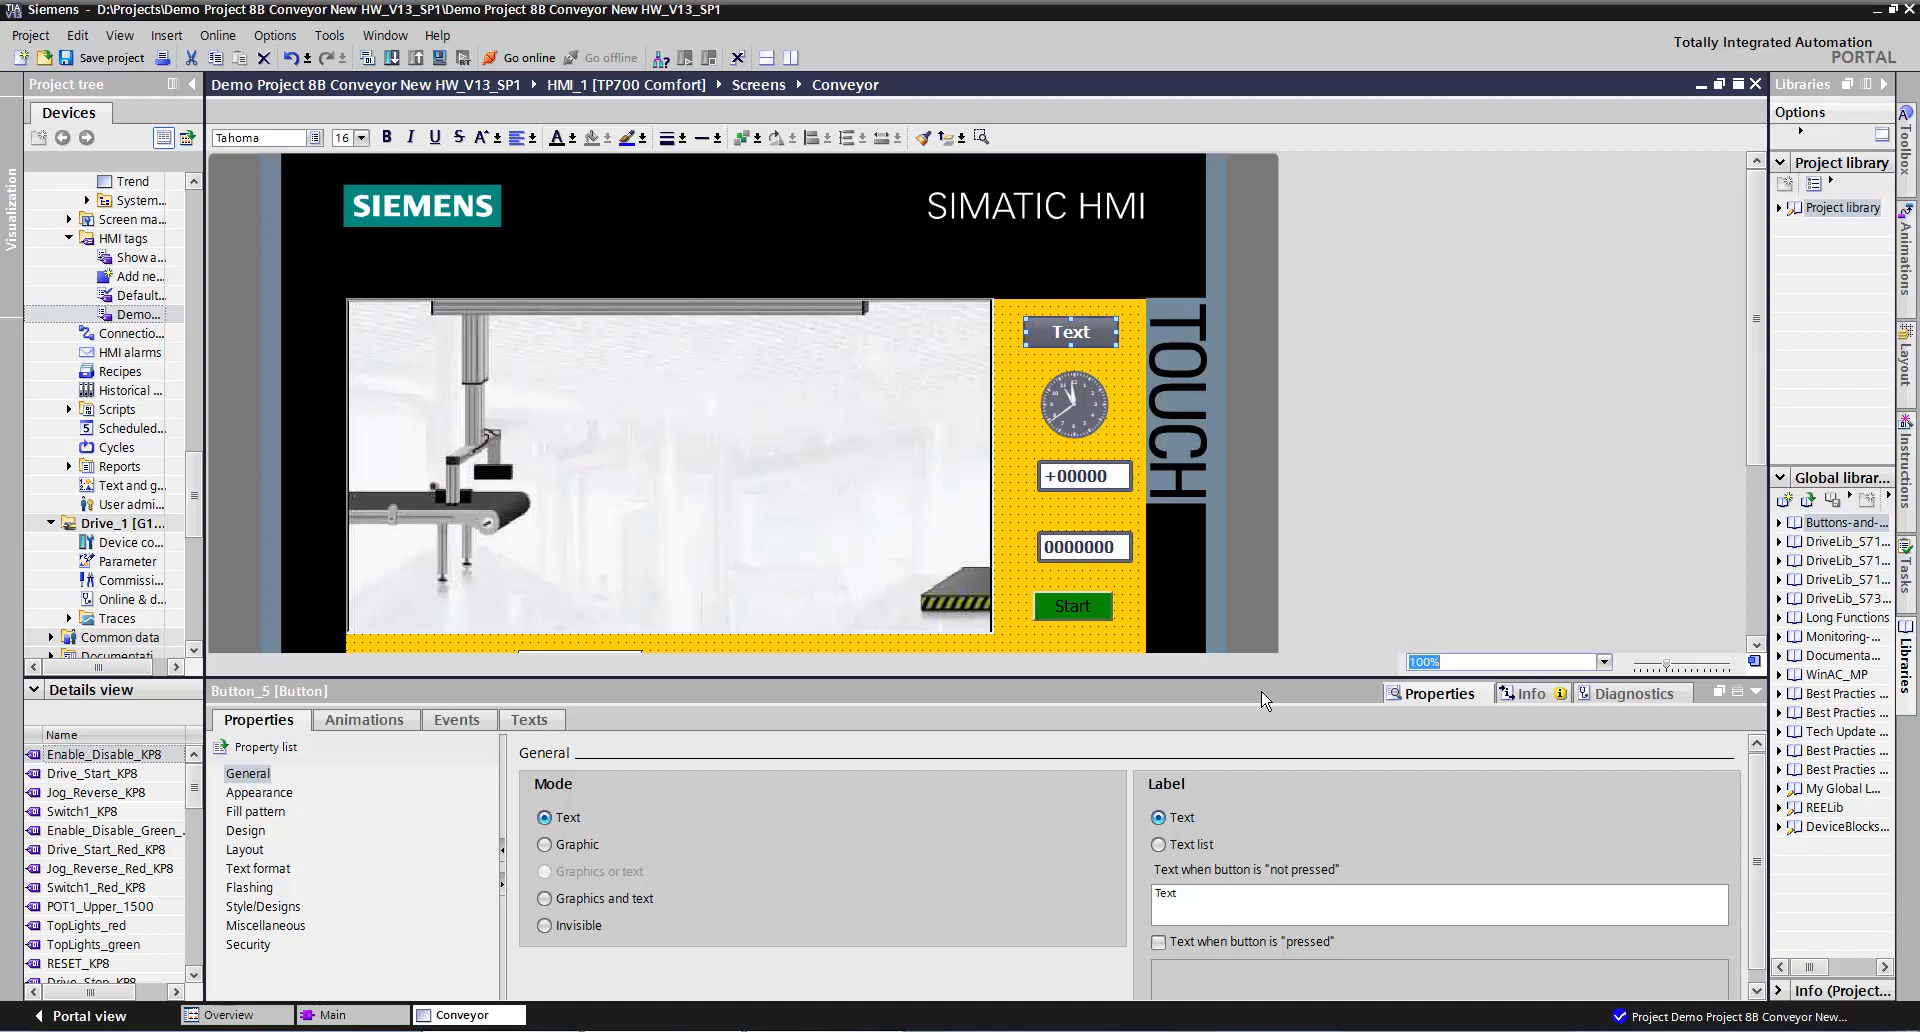 Siemens - D:\Projects\Demo Project 8B Conveyor New HW_V13_SP1\Demo Project 8B Conveyor New HW_V13_SP1
Project Edit View Insert Online Options Tools Window Help
Totally Integrated Automation
PORTAL
Save project
Go online
Go offline
Project tree
Demo Project 8B Conveyor New HW_V13_SP1 HMI_1 [TP700 Comfort] Screens Conveyor
Libraries
Devices
Options
Tahoma
16
B I U S
Visualization
Trend
System...
Screen ma...
HMI tags
Show a...
Add ne...
Default...
Demo...
Connectio...
HMI alarms
Recipes
Historical ...
Scripts
Scheduled...
Cycles
Reports
Text and g...
User admi...
Drive_1 [G1...
Device co...
Parameter
Commissi...
Online & d...
Traces
Common data
Documentati
SIEMENS
SIMATIC HMI
Text
TOUCH
+00000
0000000
Start
100%
Project library
Project library
Global librar...
Buttons-and-...
DriveLib_S71...
DriveLib_S71...
DriveLib_S71...
DriveLib_S73...
Long Functions
Monitoring-...
Documenta...
WinAC_MP
Best Practies ...
Best Practies ...
Tech Update ...
Best Practies ...
Best Practies ...
My Global L...
REELib
DeviceBlocks...
Info (Project...
Toolbox
Animations
Layout
Instructions
Tasks
Libraries
Details view
Name
Enable_Disable_KP8
Drive_Start_KP8
Jog_Reverse_KP8
Switch1_KP8
Enable_Disable_Green_...
Drive_Start_Red_KP8
Jog_Reverse_Red_KP8
Switch1_Red_KP8
POT1_Upper_1500
TopLights_red
TopLights_green
RESET_KP8
Drive_Stop_KP8
Button_5 [Button]
Properties
Info
Diagnostics
Properties
Animations
Events
Texts
Property list
General
Appearance
Fill pattern
Design
Layout
Text format
Flashing
Style/Designs
Miscellaneous
Security
General
Mode
Text
Graphic
Graphics or text
Graphics and text
Invisible
Label
Text
Text list
Text when button is "not pressed"
Text
Text when button is "pressed"
Portal view
Overview
Main
Conveyor
Project Demo Project 8B Conveyor New...